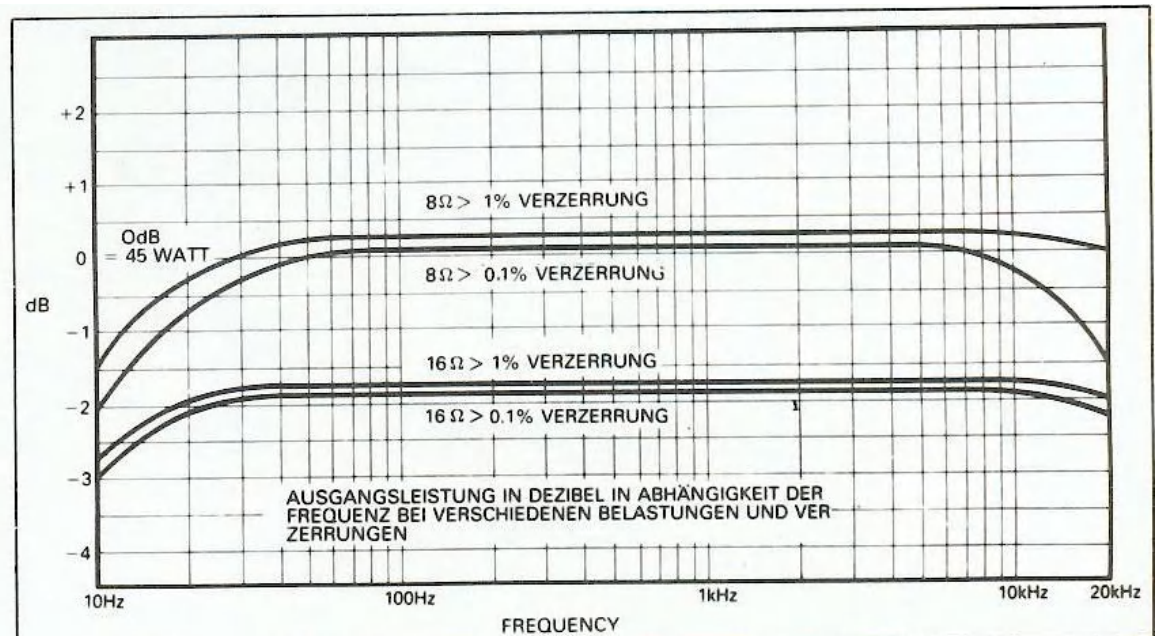 +2
+1
0
dB
-1
-2
-3
-4
0dB
= 45 WATT
8Ω > 1% VERZERRUNG
8Ω > 0.1% VERZERRUNG
16Ω > 1% VERZERRUNG
16Ω > 0.1% VERZERRUNG
AUSGANGSLEISTUNG IN DEZIBEL IN ABHÄNGIGKEIT DER
FREQUENZ BEI VERSCHIEDENEN BELASTUNGEN UND VER
ZERRUNGEN
10Hz 100Hz 1kHz 10kHz 20kHz
FREQUENCY